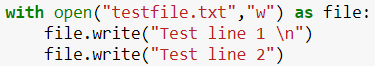 with open("testfile.txt","w") as file:
    file.write("Test line 1 \n")
    file.write("Test line 2")